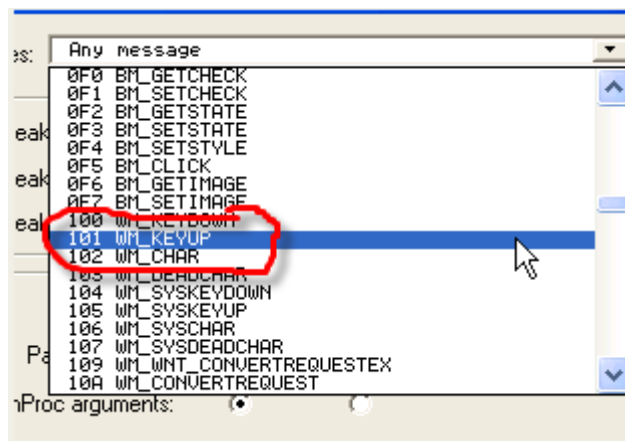 es:
Any message
0F0 BM_GETCHECK
0F1 BM_SETCHECK
0F2 BM_GETSTATE
0F3 BM_SETSTATE
0F4 BM_SETSTYLE
0F5 BM_CLICK
0F6 BM_GETIMAGE
0F7 BM_SETIMAGE
100 WM_KEYDOWN
101 WM_KEYUP
102 WM_CHAR
103 WM_DEADCHAR
104 WM_SYSKEYDOWN
105 WM_SYSKEYUP
106 WM_SYSCHAR
107 WM_SYSDEADCHAR
109 WM_WNT_CONVERTREQUESTEX
10A WM_CONVERTREQUEST
eak
eak
eak
Pa
nProc arguments: